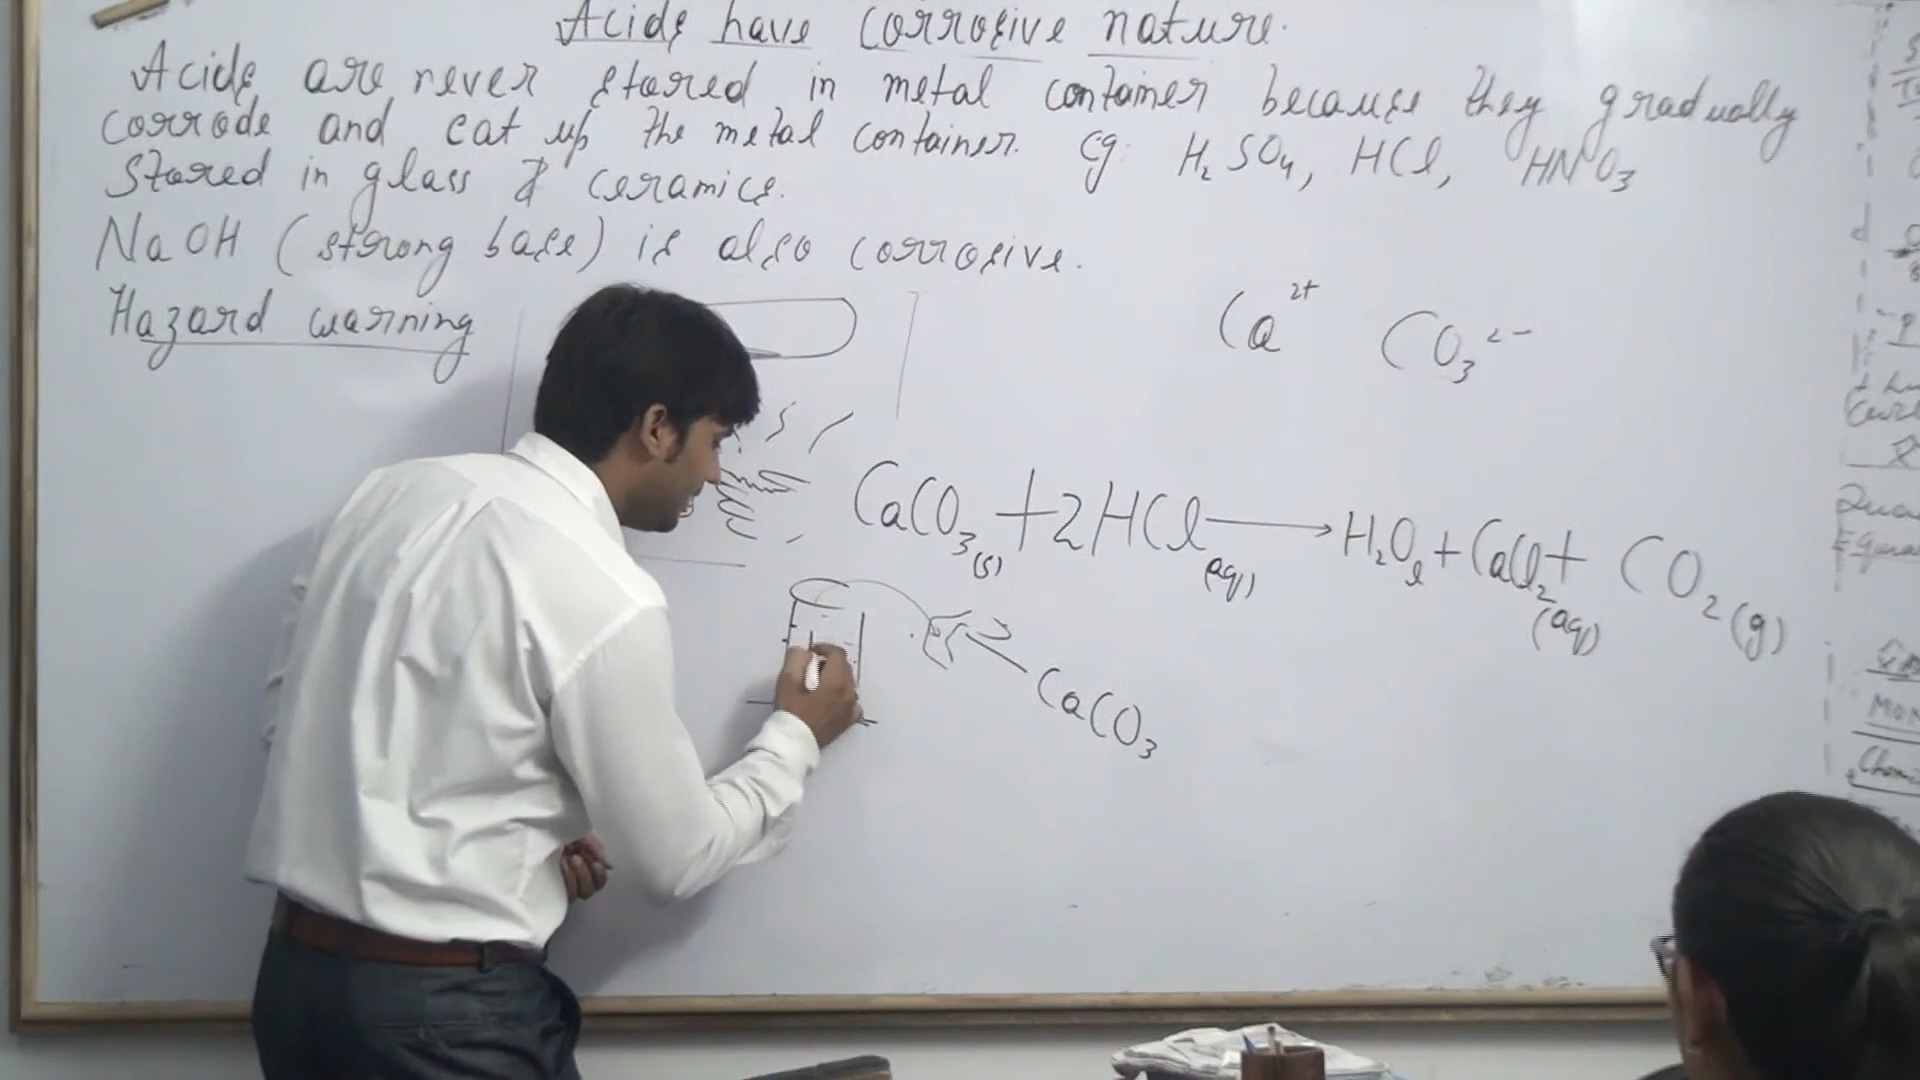 Acids have corrosive nature.
Acids are never stored in metal container because they gradually
corrode and eat up the metal container. eg: H₂SO₄, HCl, HNO₃
Stored in glass & ceramics.
NaOH (strong base) is also corrosive.
Hazard warning
Ca²⁺ CO₃²⁻
CaCO₃(s) + 2HCl(aq) → H₂O l + CaCl₂(aq) + CO₂(g)
CaCO₃